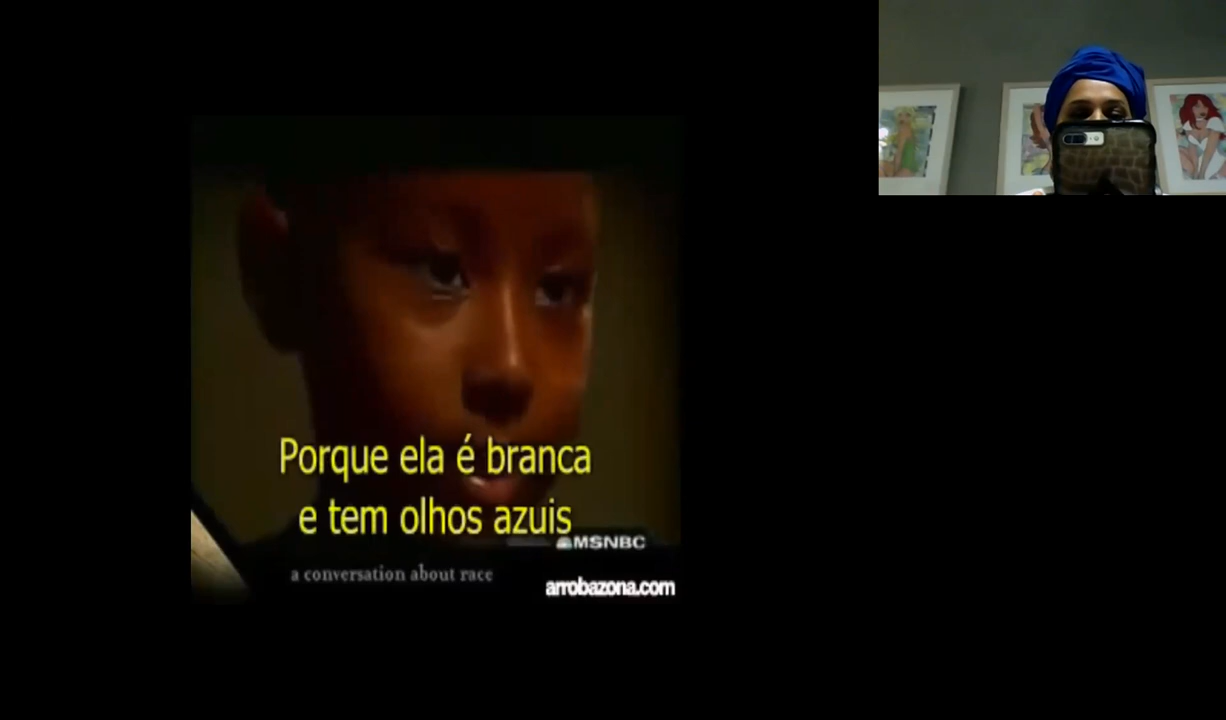 Porque ela é branca
e tem olhos azuis
MSNBC
a conversation about race
arrobazona.com